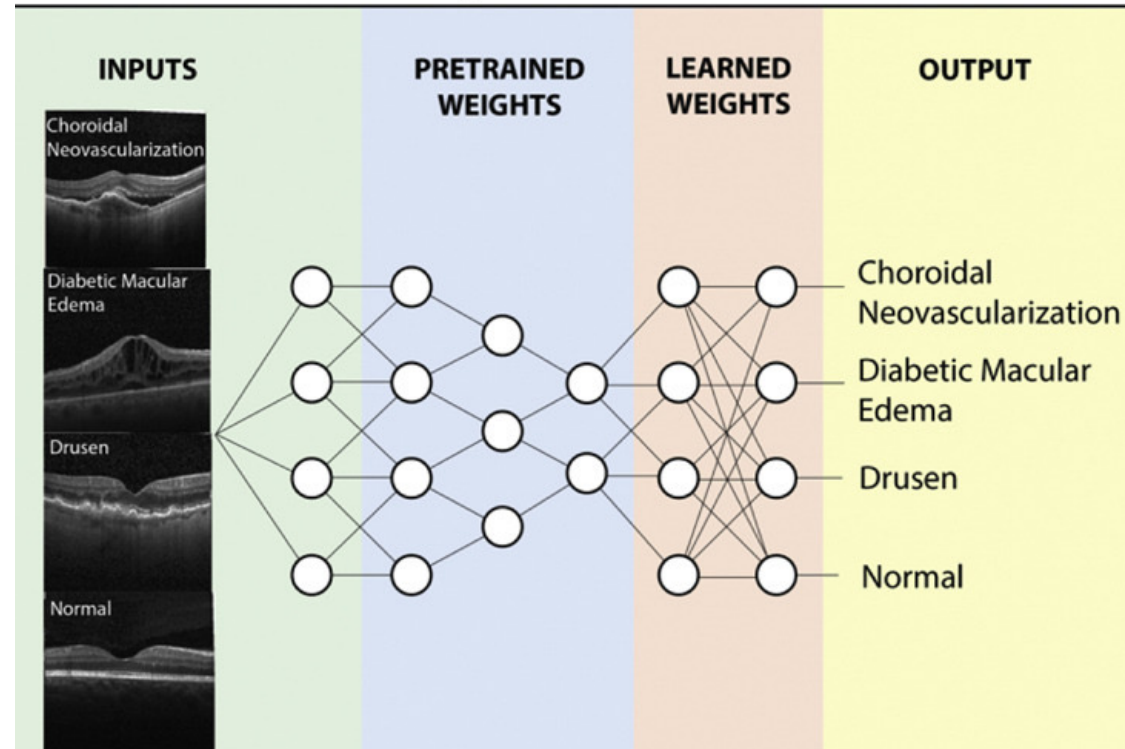 INPUTS
PRETRAINED
WEIGHTS
LEARNED
WEIGHTS
OUTPUT
Choroidal
Neovascularization
Diabetic Macular
Edema
Drusen
Normal
Choroidal
Neovascularization
Diabetic Macular
Edema
Drusen
Normal